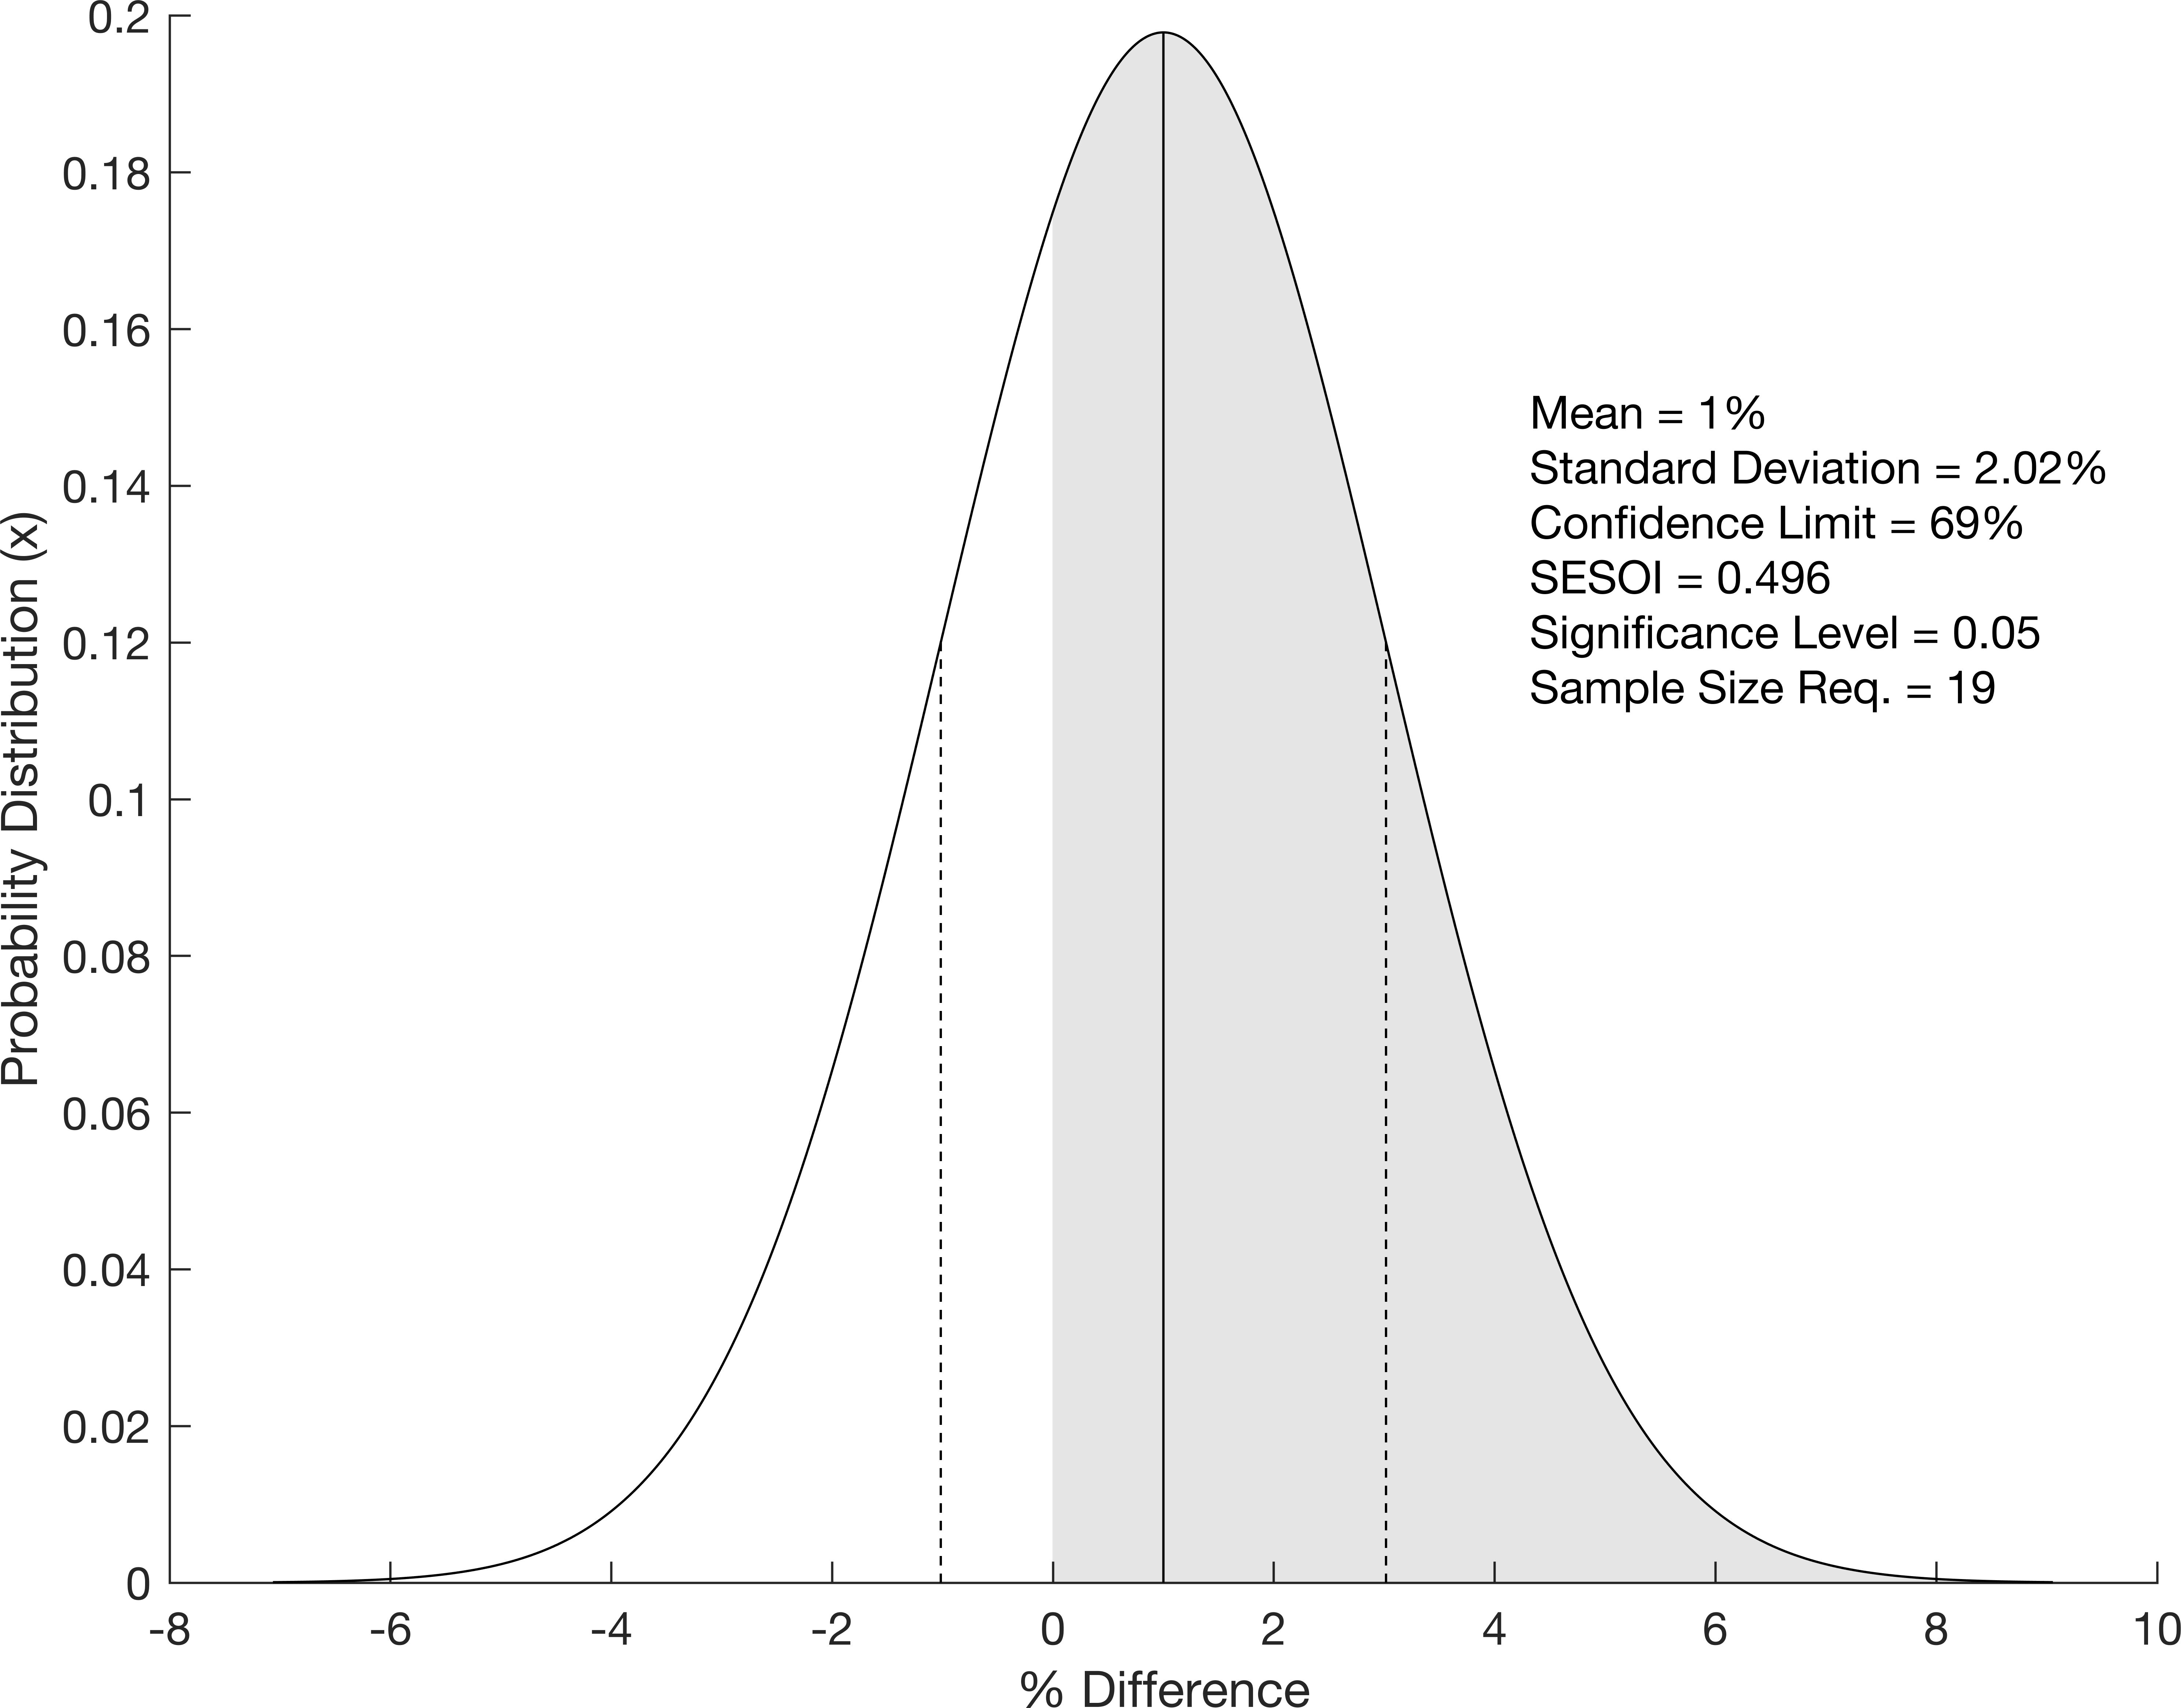 0.2
0.18
0.16
0.14
0.12
0.1
0.08
0.06
0.04
0.02
0
Probability Distribution (x)
Mean = 1%
Standard Deviation = 2.02%
Confidence Limit = 69%
SESOI = 0.496
Significance Level = 0.05
Sample Size Req. = 19
-8 -6 -4 -2 0 2 4 6 8 10
% Difference